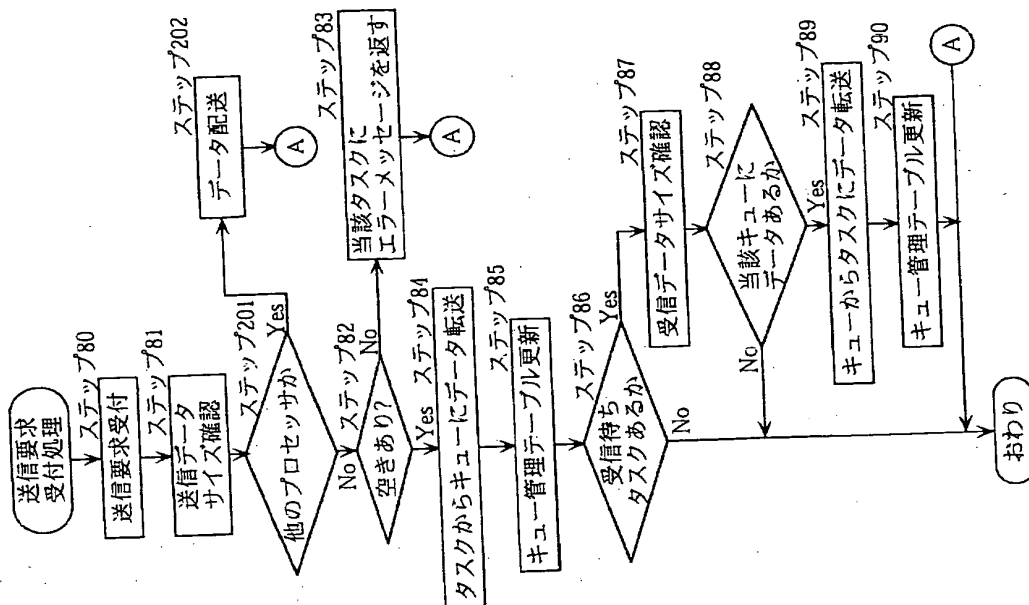 送信要求
受付処理
ステップ80
送信要求受付
ステップ81
送信データ
サイズ確認
ステップ201
他のプロセッサか
Yes
ステップ202
データ配送
A
No
ステップ82
空きあり?
No
ステップ83
当該タスクに
エラーメッセージを返す
A
Yes
ステップ84
タスクからキューにデータ転送
ステップ85
キュー管理テーブル更新
ステップ86
受信待ち
タスクあるか
Yes
No
ステップ87
受信データサイズ確認
ステップ88
当該キューに
データあるか
No
Yes
ステップ89
キューからタスクにデータ転送
ステップ90
キュー管理テーブル更新
A
おわり